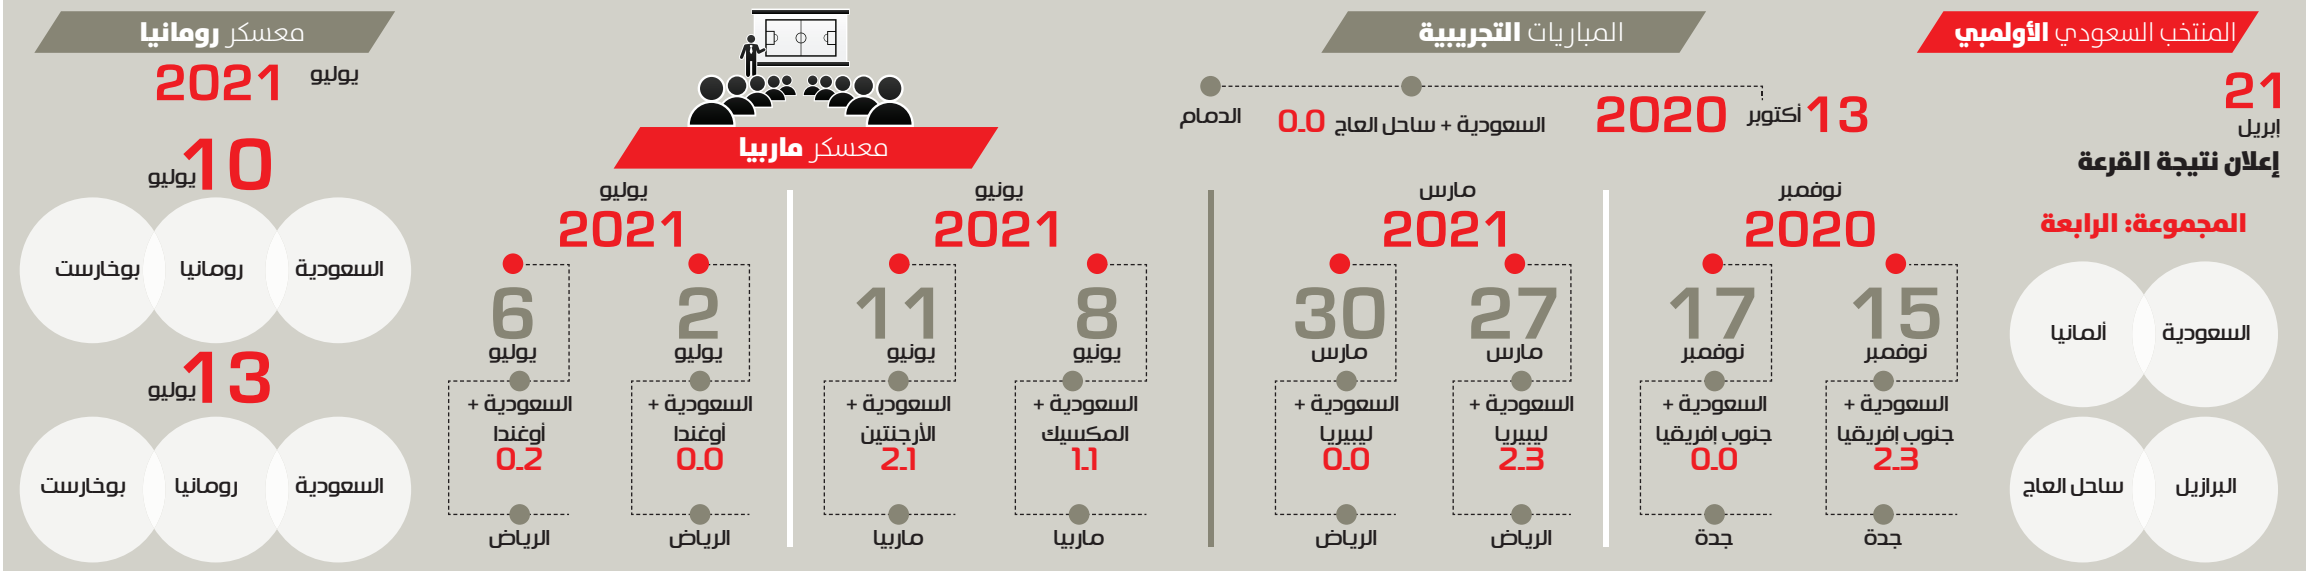 المنتخب السعودي الأولمبي
21
إبريل
إعلان نتيجة القرعة
المجموعة: الرابعة
السعودية
ألمانيا
البرازيل
ساحل العاج
المباريات التجريبية
13 أكتوبر 2020
السعودية + ساحل العاج 0-0
الدمام
نوفمبر
2020
15
نوفمبر
السعودية +
جنوب إفريقيا
2-3
جدة
17
نوفمبر
السعودية +
جنوب إفريقيا
0-0
جدة
مارس
2021
27
مارس
السعودية +
ليبيريا
2-3
الرياض
30
مارس
السعودية +
ليبيريا
0-0
الرياض
معسكر ماربيا
يونيو
2021
8
يونيو
السعودية +
المكسيك
1-1
ماربيا
11
يونيو
السعودية +
الأرجنتين
2-1
ماربيا
يوليو
2021
2
يوليو
السعودية +
أوغندا
0-0
الرياض
6
يوليو
السعودية +
أوغندا
0-2
الرياض
معسكر رومانيا
يوليو 2021
10 يوليو
السعودية
رومانيا
بوخارست
13 يوليو
السعودية
رومانيا
بوخارست